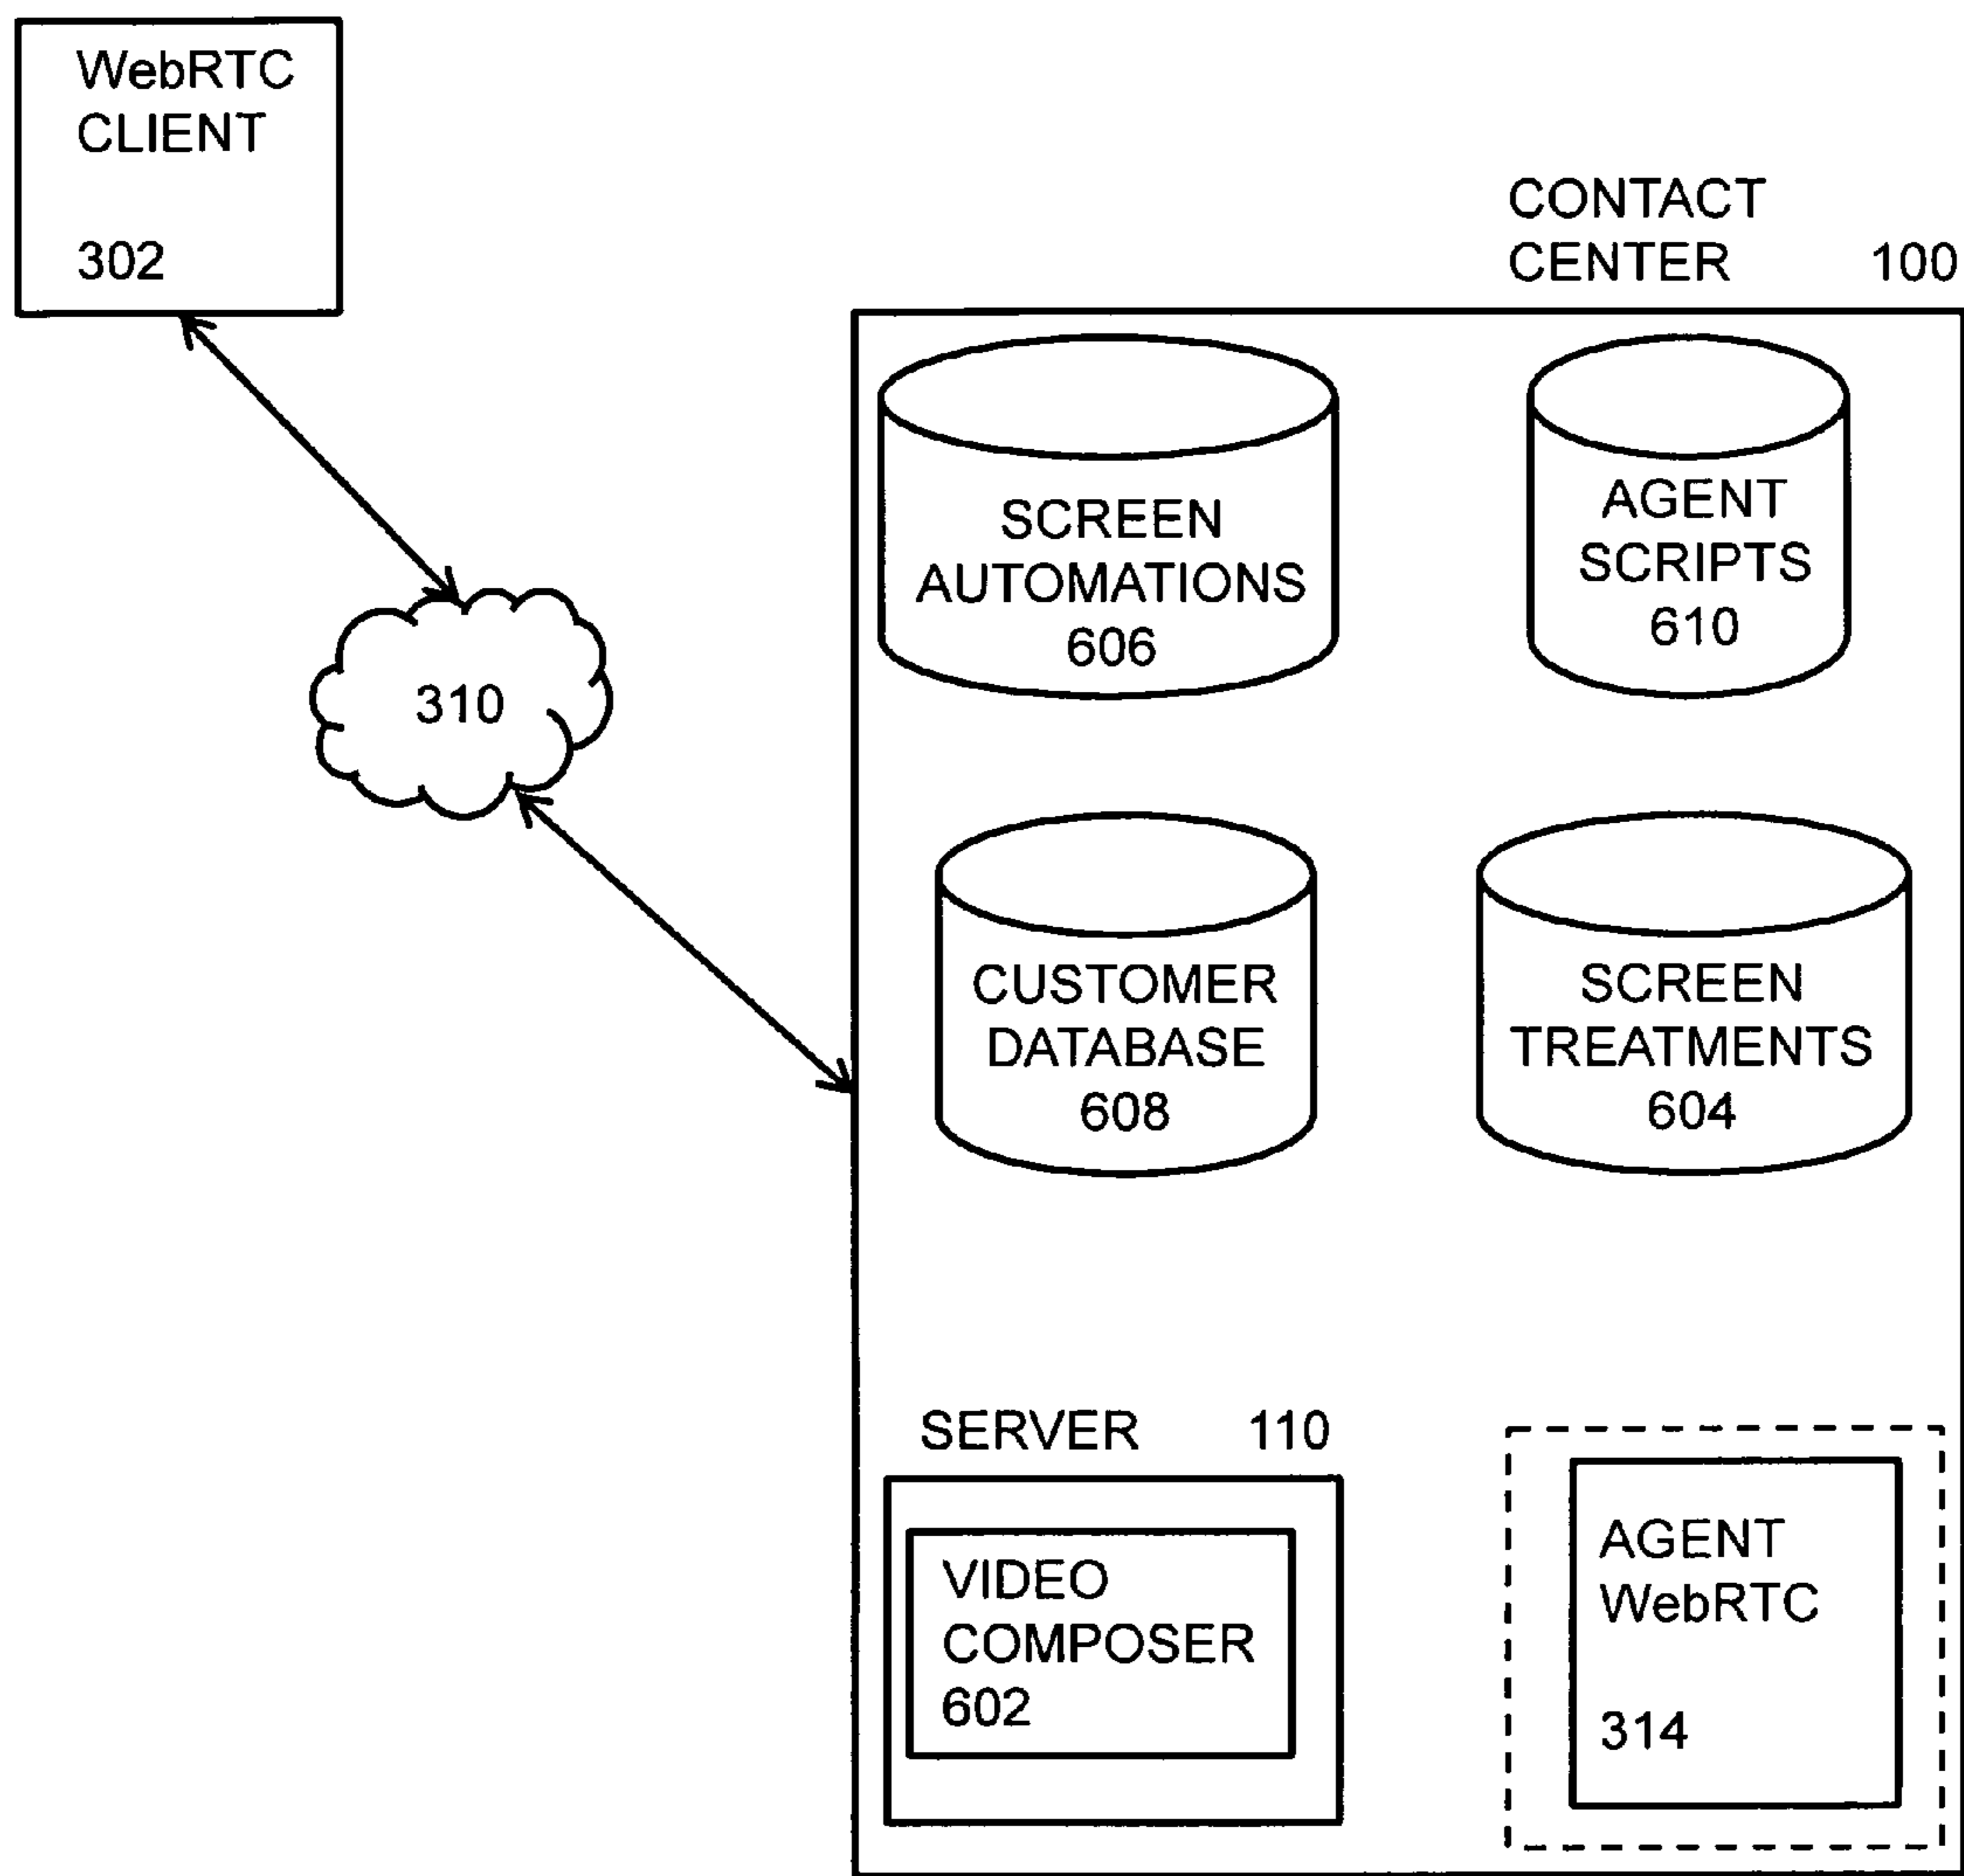 WebRTC
CLIENT
302
CONTACT
CENTER 100
310
SCREEN
AUTOMATIONS
606
AGENT
SCRIPTS
610
CUSTOMER
DATABASE
608
SCREEN
TREATMENTS
604
SERVER 110
VIDEO
COMPOSER
602
AGENT
WebRTC
314